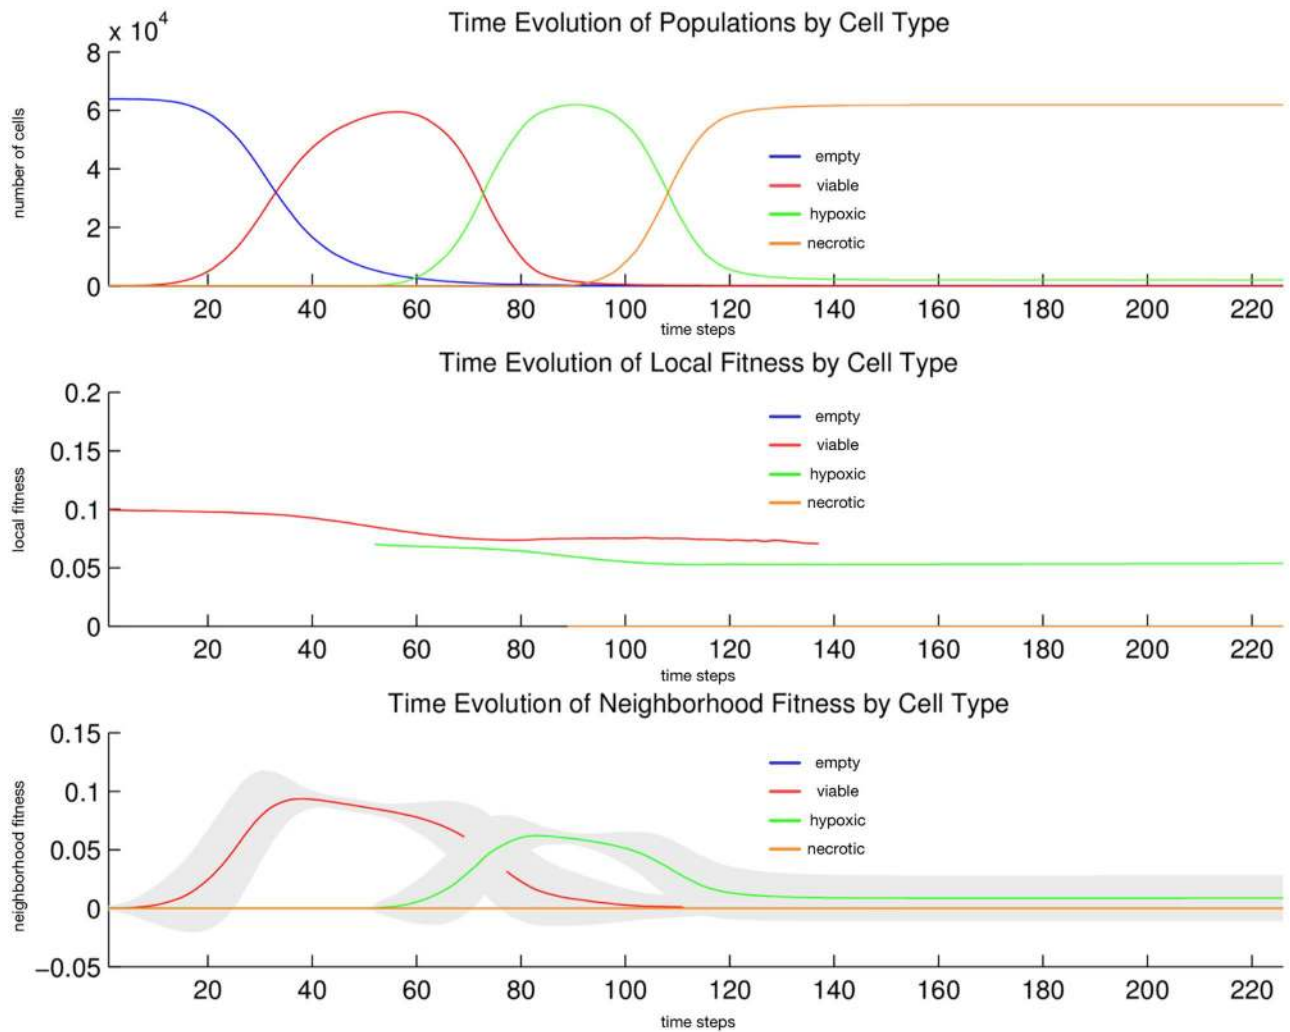 Time Evolution of Populations by Cell Type
x 10^4
8
6
4
2
0
number of cells
empty
viable
hypoxic
necrotic
20 40 60 80 100 120 140 160 180 200 220
time steps
Time Evolution of Local Fitness by Cell Type
0.2
0.15
0.1
0.05
0
local fitness
empty
viable
hypoxic
necrotic
20 40 60 80 100 120 140 160 180 200 220
time steps
Time Evolution of Neighborhood Fitness by Cell Type
0.15
0.1
0.05
0
−0.05
neighborhood fitness
empty
viable
hypoxic
necrotic
20 40 60 80 100 120 140 160 180 200 220
time steps